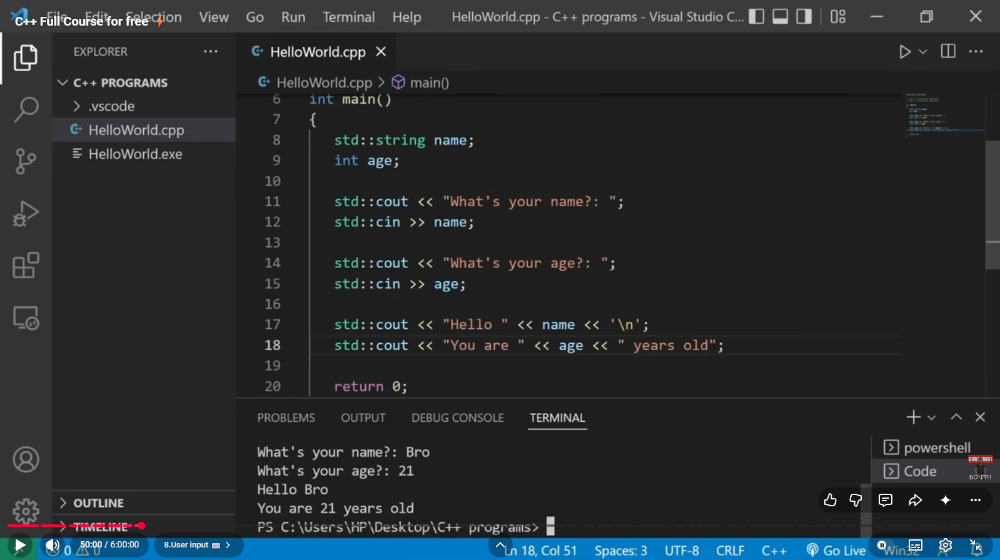 C++ Full Course for free⚡
File Edit Selection View Go Run Terminal Help HelloWorld.cpp - C++ programs - Visual Studio C...
EXPLORER
C++ PROGRAMS
.vscode
HelloWorld.cpp
HelloWorld.exe
OUTLINE
TIMELINE
HelloWorld.cpp
HelloWorld.cpp > main()
6 int main()
7 {
8 std::string name;
9 int age;
10
11 std::cout << "What's your name?: ";
12 std::cin >> name;
13
14 std::cout << "What's your age?: ";
15 std::cin >> age;
16
17 std::cout << "Hello " << name << '\n';
18 std::cout << "You are " << age << " years old";
19
20 return 0;
PROBLEMS OUTPUT DEBUG CONSOLE TERMINAL
What's your name?: Bro
What's your age?: 21
Hello Bro
You are 21 years old
PS C:\Users\HP\Desktop\C++ programs>
powershell
Code
SUBSCRIBE
DO IT!!!
50:00 / 6:00:00
8.User input
0 0 Ln 18, Col 51 Spaces: 3 UTF-8 CRLF C++ Go Live Win32